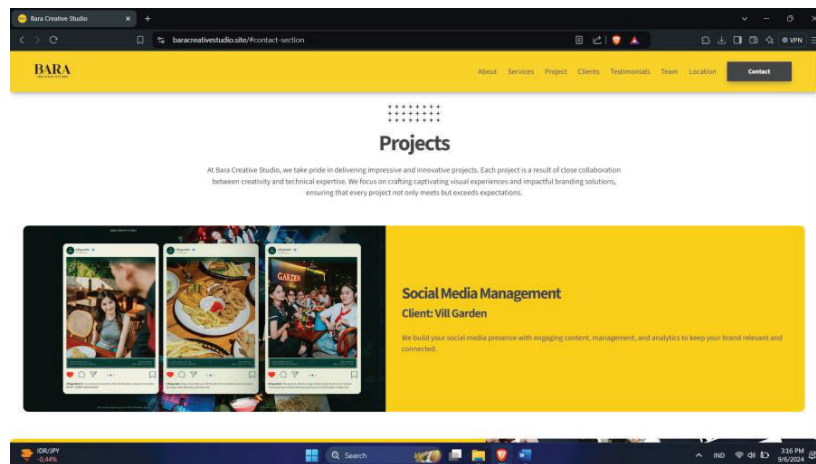 Bara Creative Studio
baracreativestudio.site/#contact-section
VPN
BARA
About Services Project Clients Testimonials Team Location Contact
Projects
At Bara Creative Studio, we take pride in delivering impressive and innovative projects. Each project is a result of close collaboration
between creativity and technical expertise. We focus on crafting captivating visual experiences and impactful branding solutions,
ensuring that every project not only meets but exceeds expectations.
GARDEN
Social Media Management
Client: Vill Garden
We build your social media presence with engaging content, management, and analytics to keep your brand relevant and
connected.
IDR/JPY
-0.44%
Search
IND
3:16 PM
9/6/2024